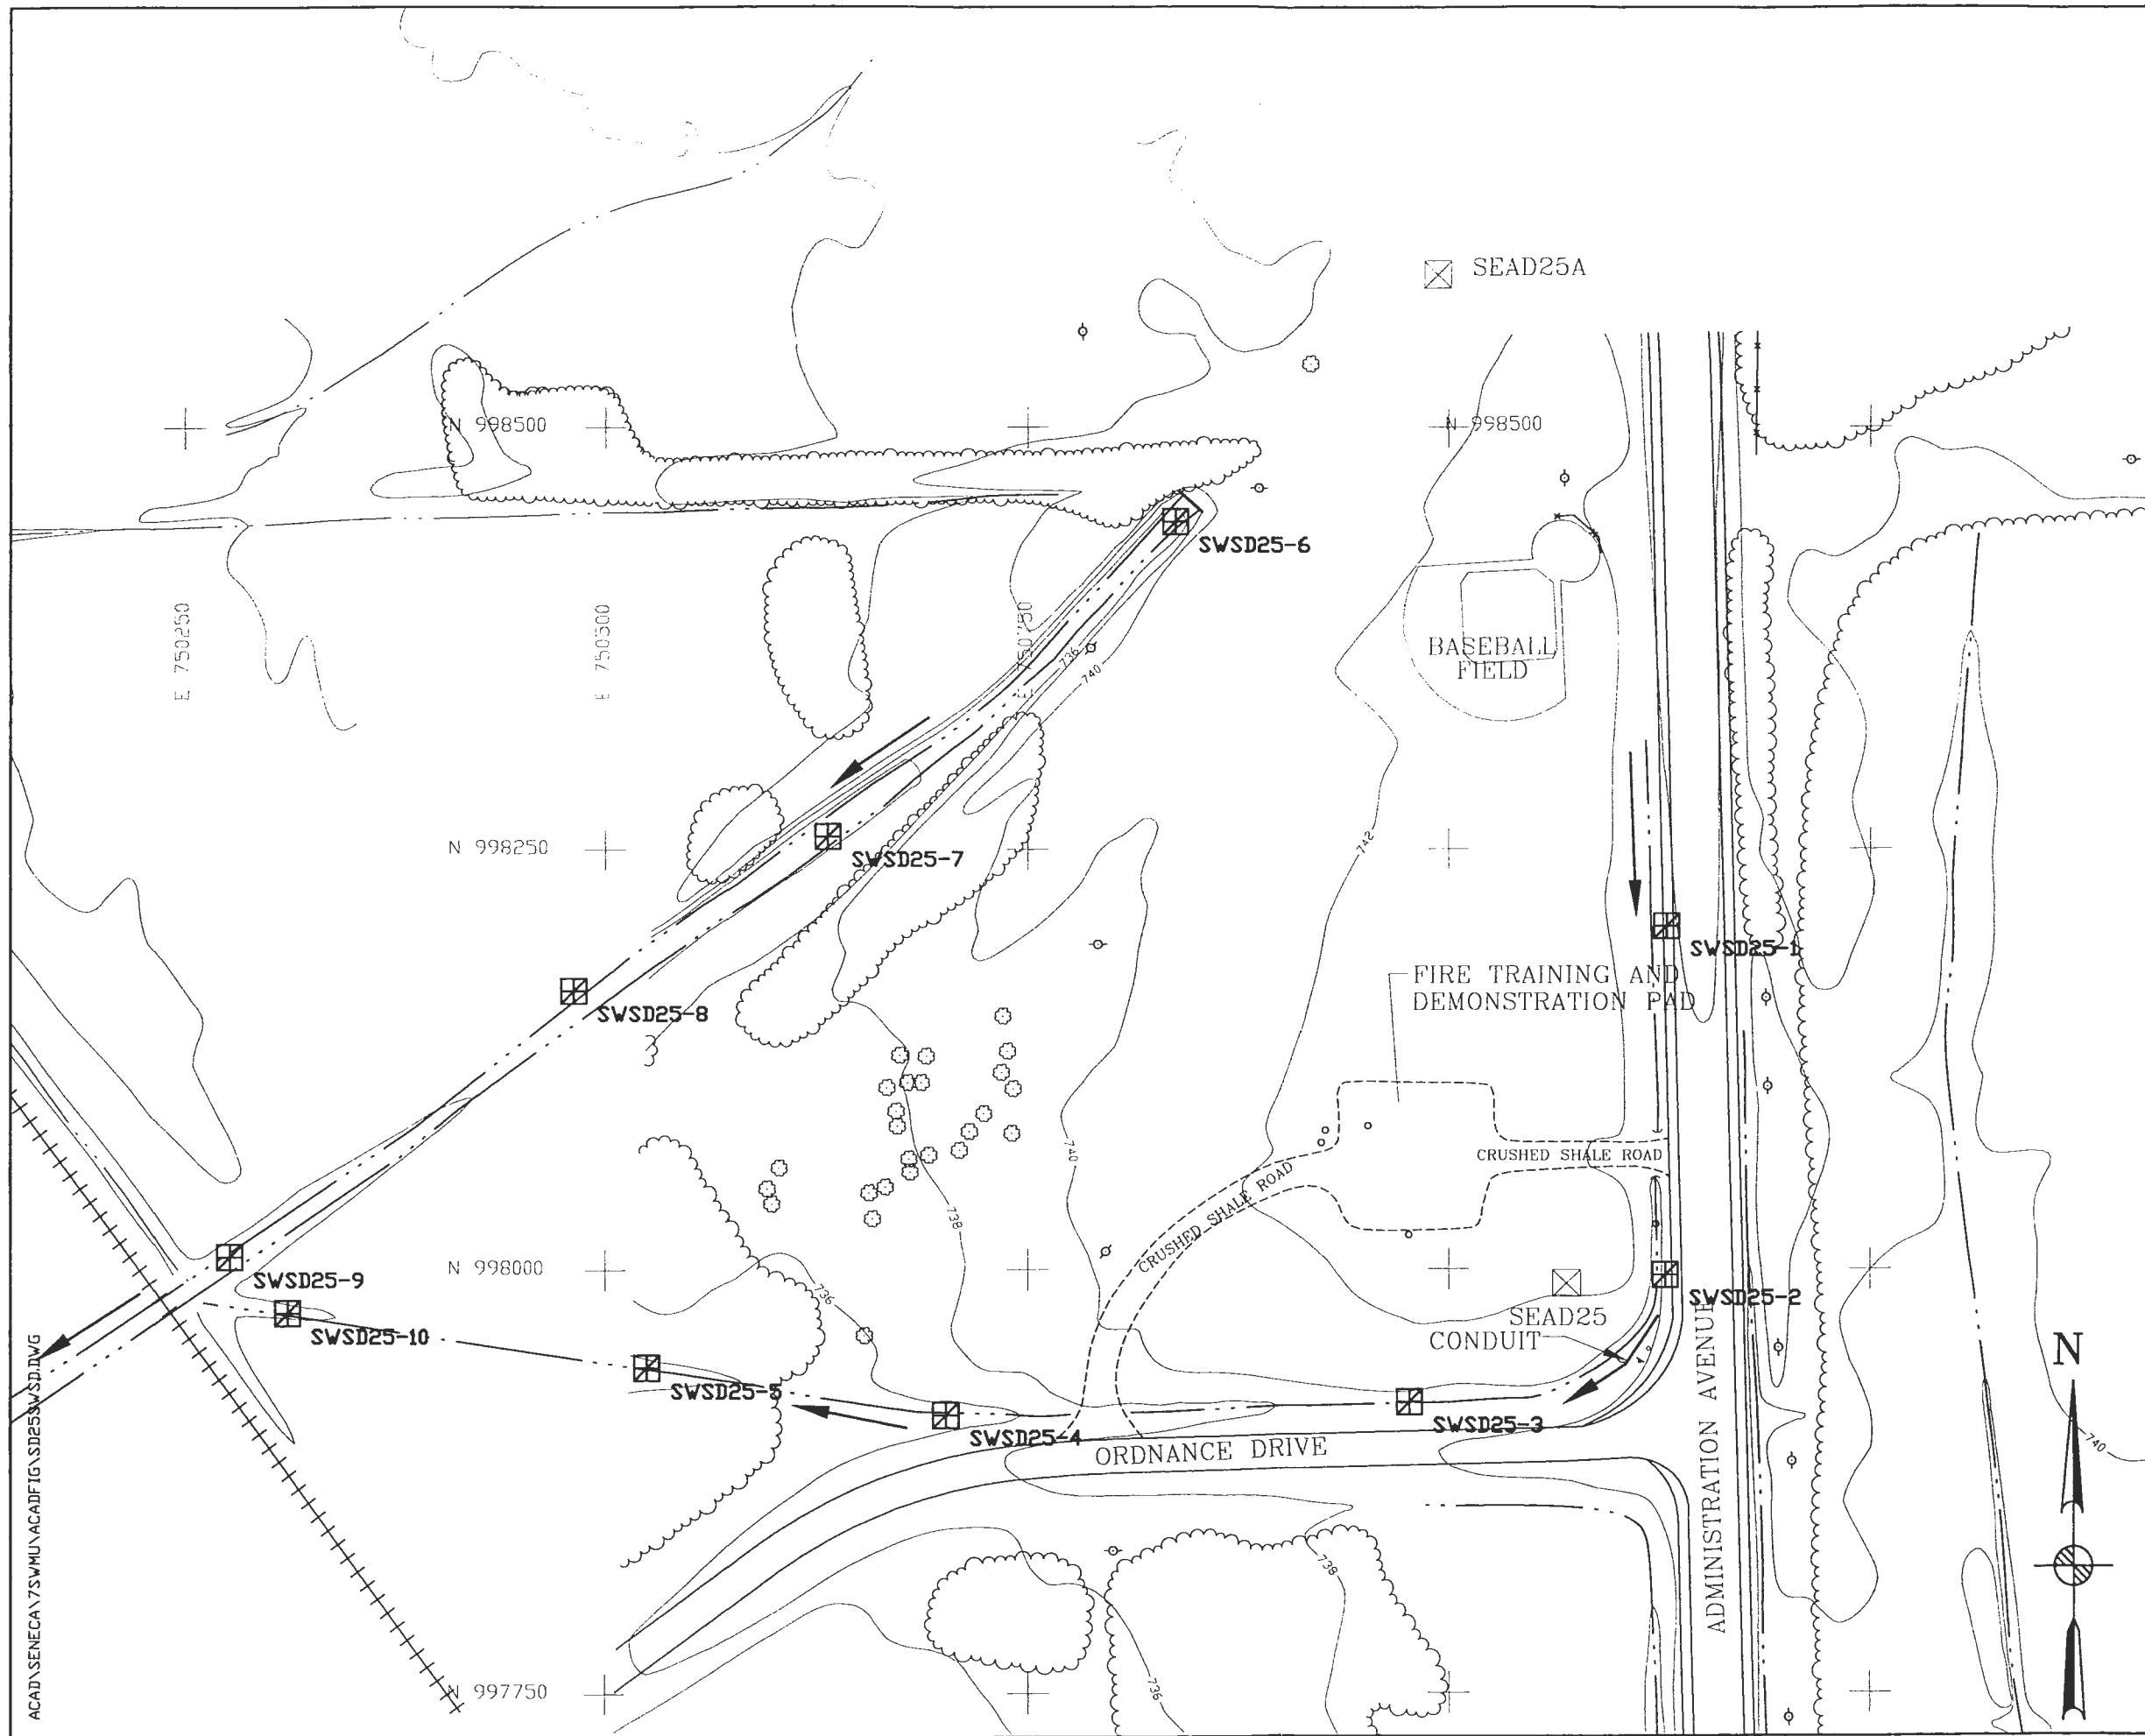 SEAD25A
N 998500
N 998500
SWSD25-6
E 750250
E 750500
E 750750
736
740
BASEBALL
FIELD
742
N 998250
SWSD25-7
SWSD25-1
FIRE TRAINING AND
DEMONSTRATION PAD
SWSD25-8
740
CRUSHED SHALE ROAD
CRUSHED SHALE ROAD
738
N 998000
SWSD25-9
736
SWSD25-2
SEAD25
CONDUIT
SWSD25-10
N
SWSD25-5
SWSD25-3
SWSD25-4
ORDNANCE DRIVE
ADMINISTRATION AVENUE
740
738
736
N 997750
ACAD\SENECA\7SWMU\ACADFIG\SD25SWSD.DWG